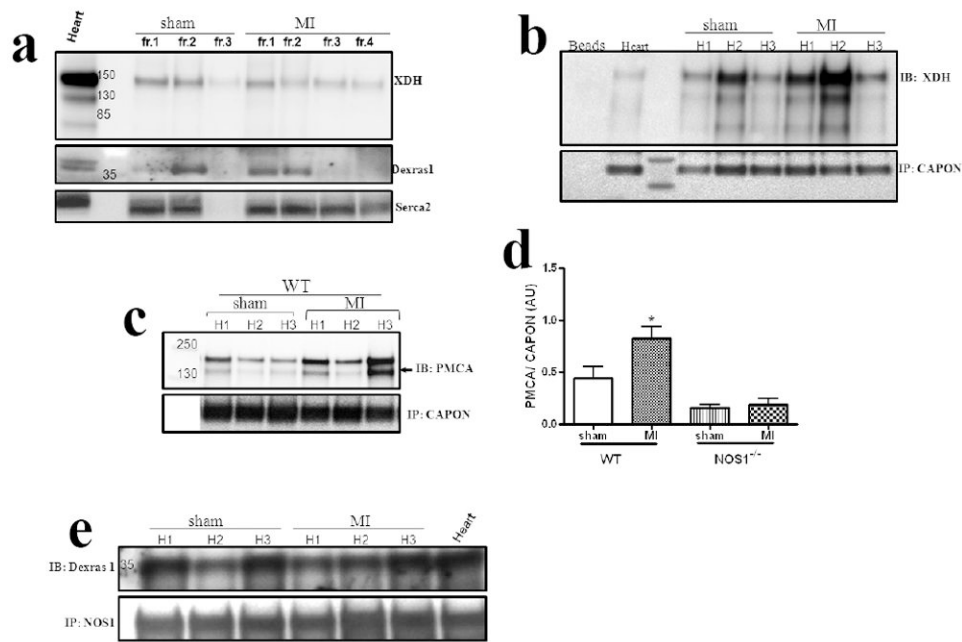 a
Heart
sham MI
fr.1 fr.2 fr.3 fr.1 fr.2 fr.3 fr.4
150
130
85
XDH
35
Dexras1
Serca2
b
sham MI
Beads Heart H1 H2 H3 H1 H2 H3
IB: XDH
IP: CAPON
c
WT
sham MI
H1 H2 H3 H1 H2 H3
250
130
IB: PMCA
IP: CAPON
d
PMCA/ CAPON (AU)
1.5
1.0
0.5
0.0
*
sham MI sham MI
WT NOS1-/-
e
sham MI Heart
H1 H2 H3 H1 H2 H3
IB: Dexras 1
35
IP: NOS1